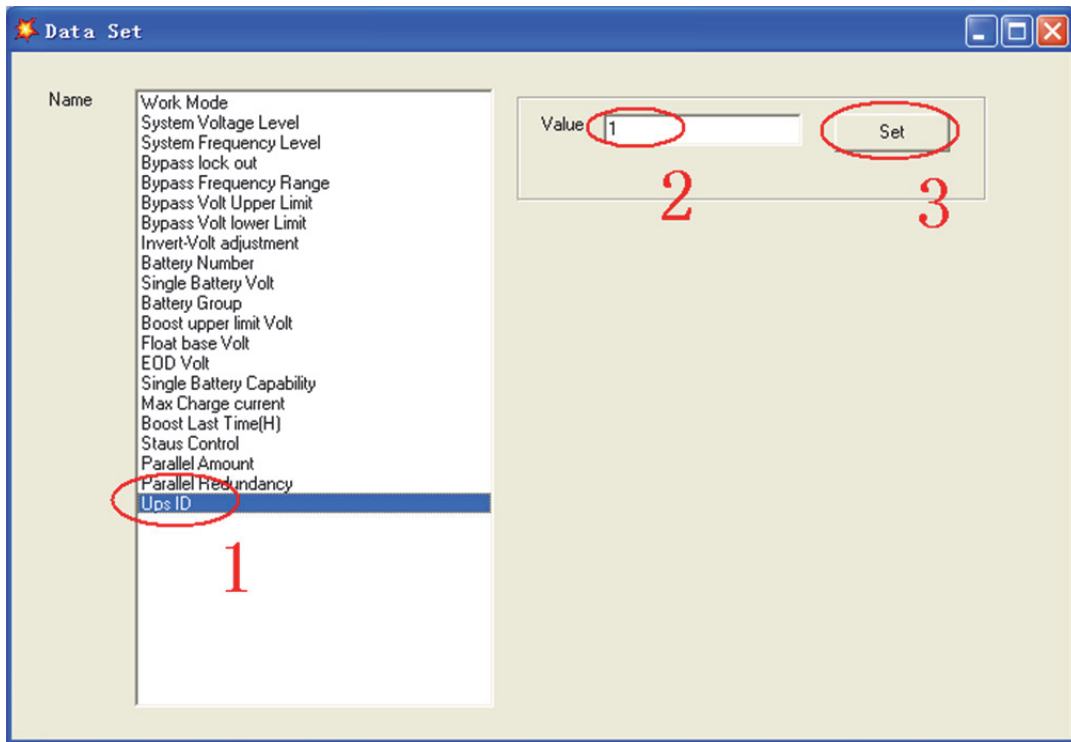 Data Set
Name
Work Mode
System Voltage Level
System Frequency Level
Bypass lock out
Bypass Frequency Range
Bypass Volt Upper Limit
Bypass Volt lower Limit
Invert-Volt adjustment
Battery Number
Single Battery Volt
Battery Group
Boost upper limit Volt
Float base Volt
EOD Volt
Single Battery Capability
Max Charge current
Boost Last Time(H)
Staus Control
Parallel Amount
Parallel Redundancy
Ups ID
1
Value 1 Set
2 3